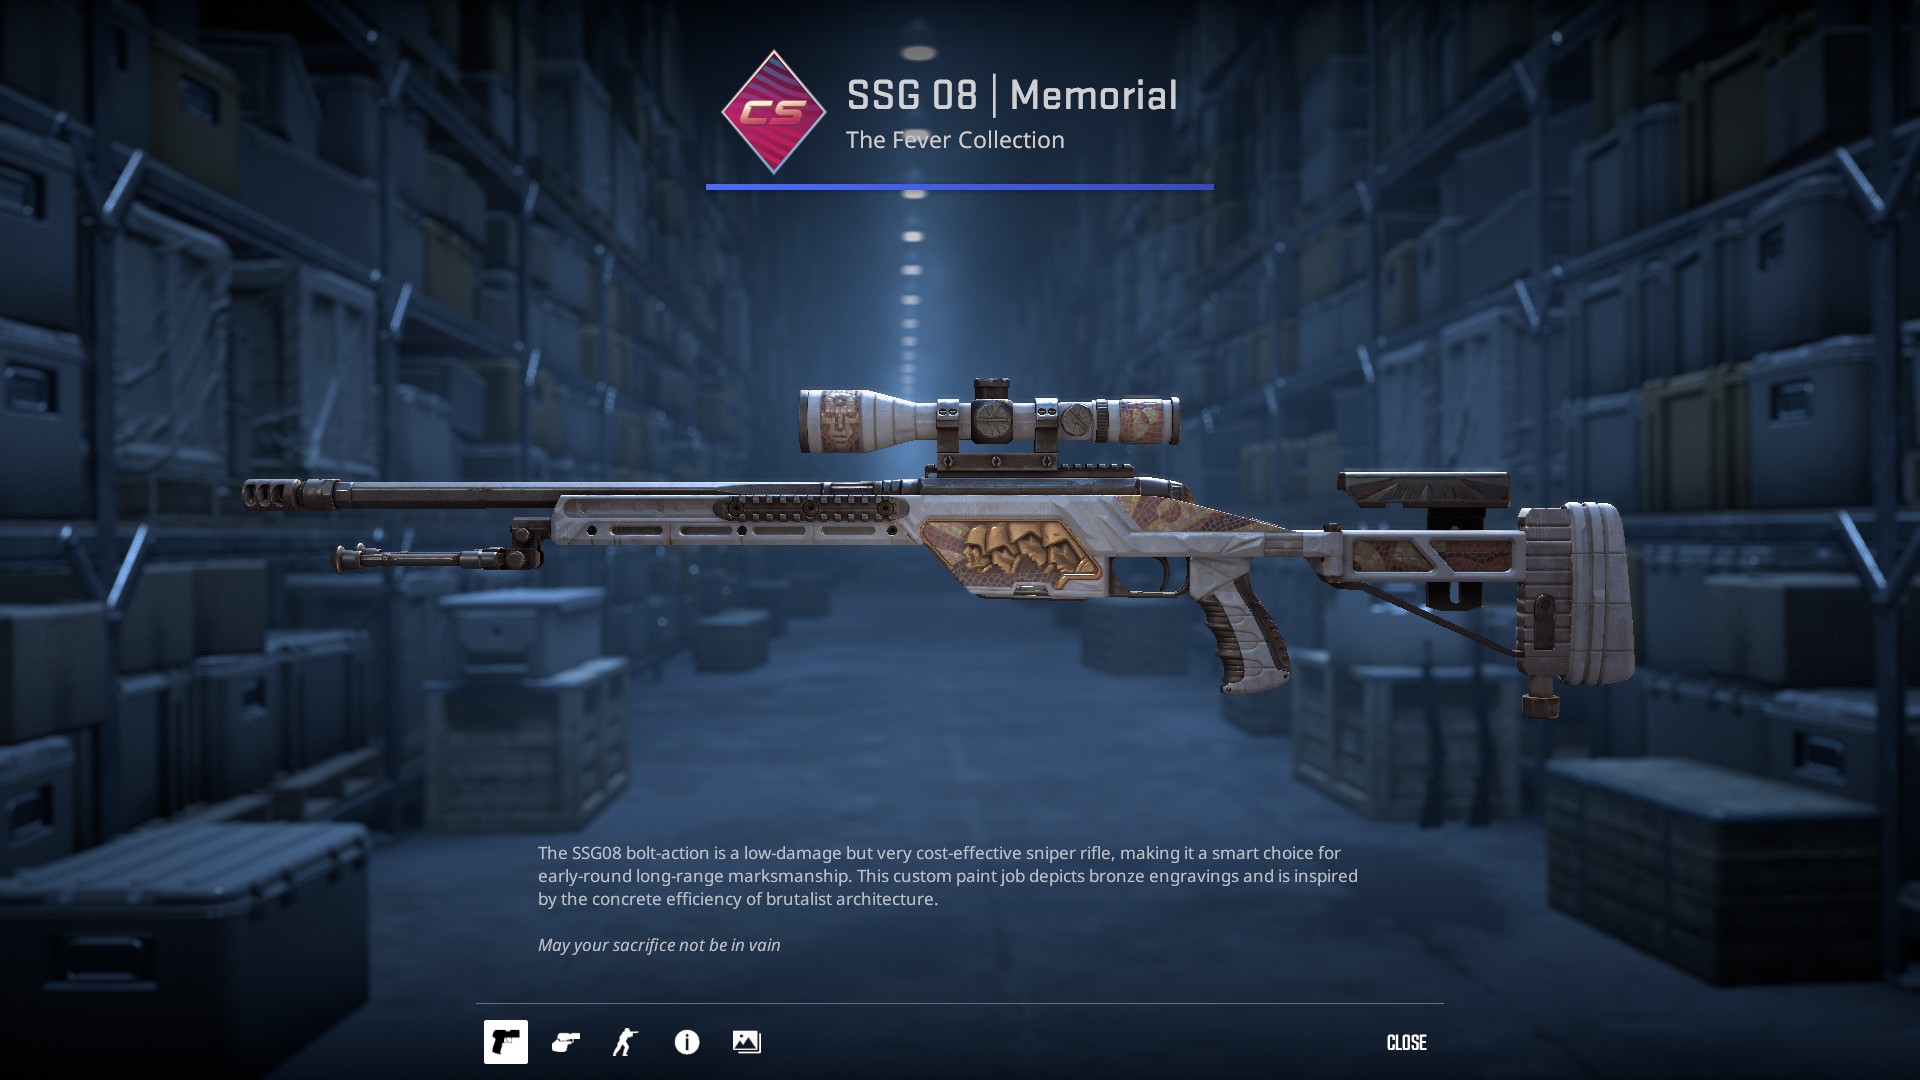 CS
SSG 08 | Memorial
The Fever Collection
The SSG08 bolt-action is a low-damage but very cost-effective sniper rifle, making it a smart choice for
early-round long-range marksmanship. This custom paint job depicts bronze engravings and is inspired
by the concrete efficiency of brutalist architecture.
May your sacrifice not be in vain
CLOSE